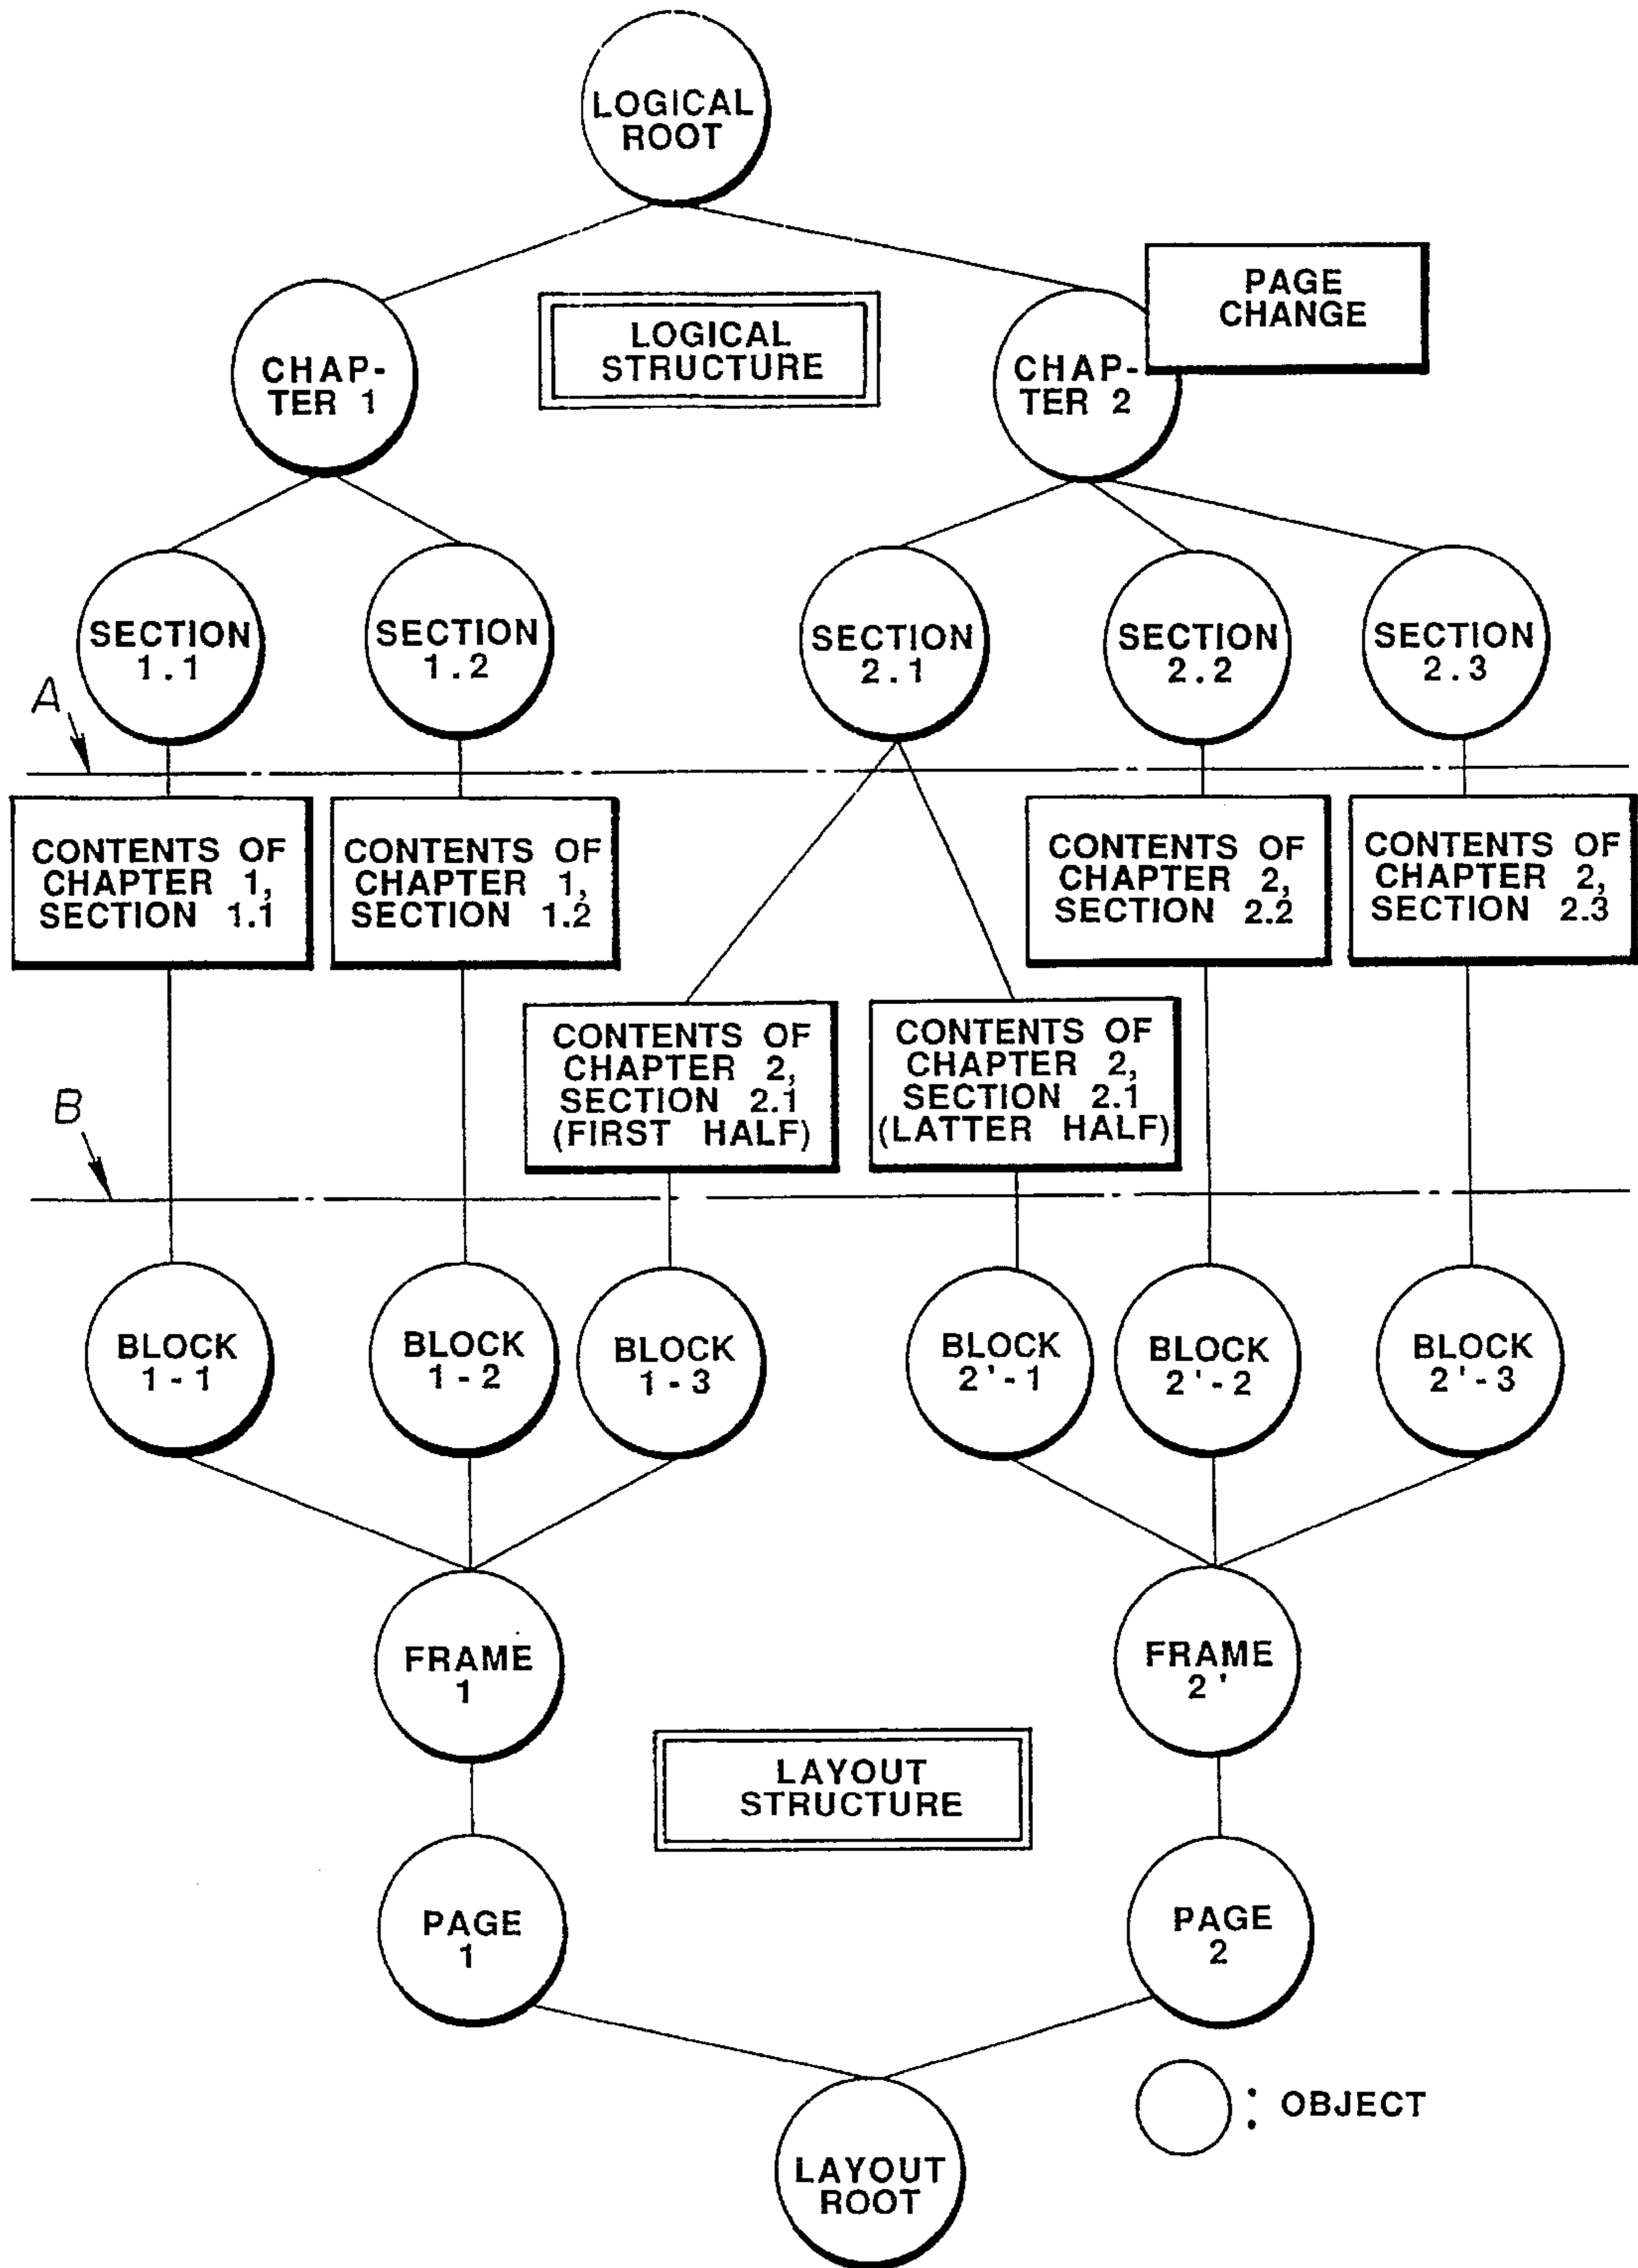 LOGICAL
ROOT
PAGE
CHANGE
LOGICAL
STRUCTURE
CHAP-
TER 1
CHAP-
TER 2
SECTION
1.1
SECTION
1.2
SECTION
2.1
SECTION
2.2
SECTION
2.3
A
CONTENTS OF
CHAPTER 1,
SECTION 1.1
CONTENTS OF
CHAPTER 1,
SECTION 1.2
CONTENTS OF
CHAPTER 2,
SECTION 2.2
CONTENTS OF
CHAPTER 2,
SECTION 2.3
CONTENTS OF
CHAPTER 2,
SECTION 2.1
(FIRST HALF)
CONTENTS OF
CHAPTER 2,
SECTION 2.1
(LATTER HALF)
B
BLOCK
1-1
BLOCK
1-2
BLOCK
1-3
BLOCK
2'-1
BLOCK
2'-2
BLOCK
2'-3
FRAME
1
FRAME
2'
LAYOUT
STRUCTURE
PAGE
1
PAGE
2
: OBJECT
LAYOUT
ROOT